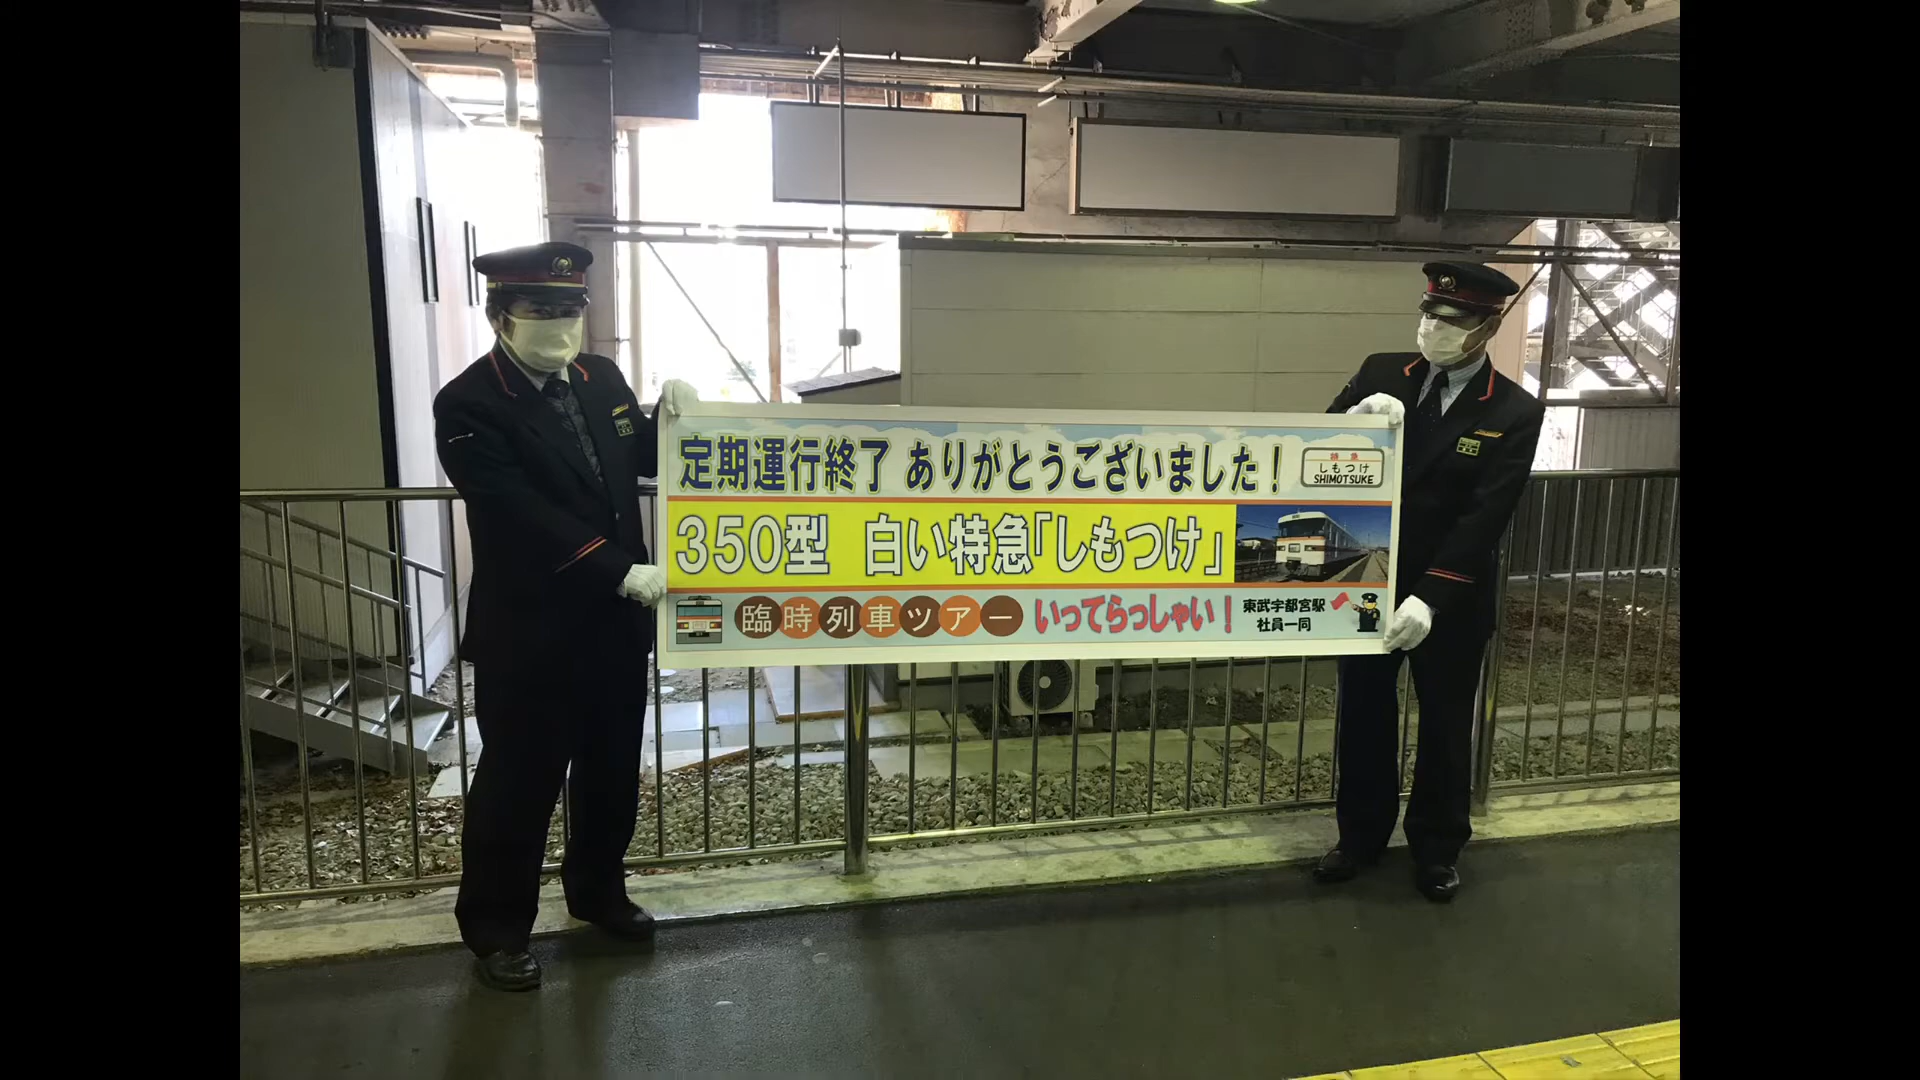 定期運行終了 ありがとうございました!
特急
しもつけ
SHIMOTSUKE
350型 白い特急「しもつけ」
臨時列車ツアー いってらっしゃい!
東武宇都宮駅
社員一同